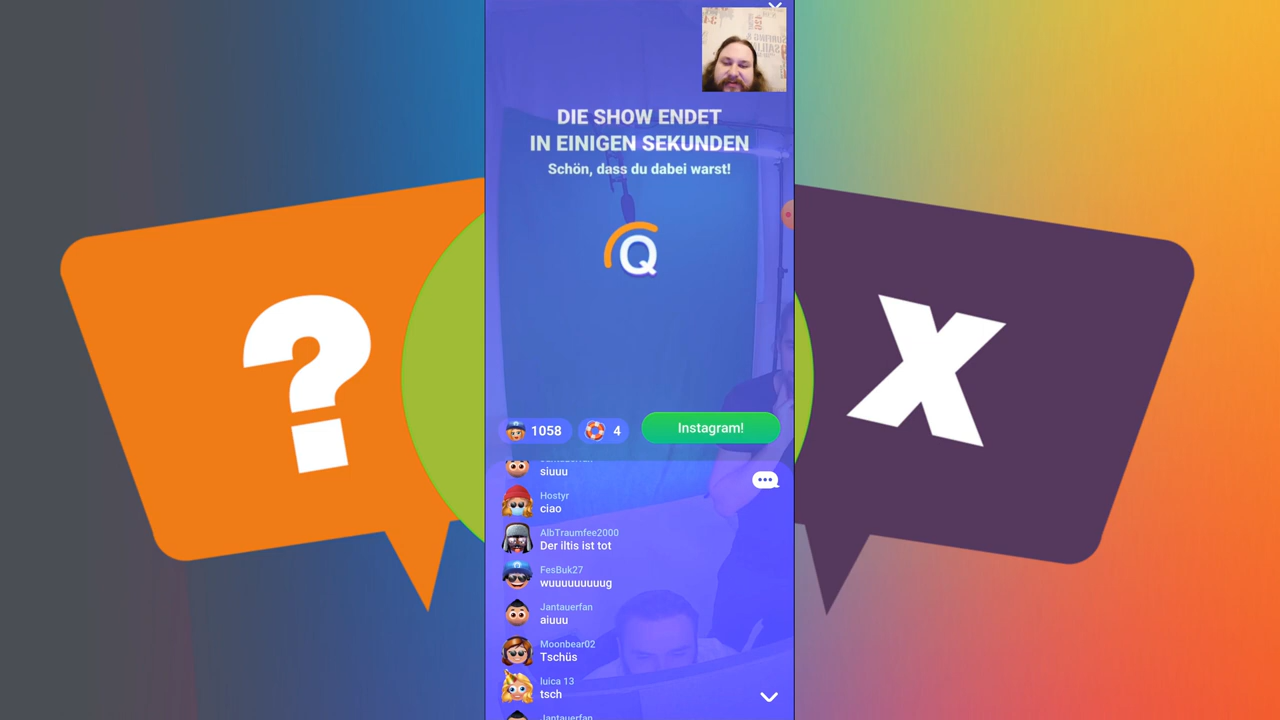 DIE SHOW ENDET
IN EINIGEN SEKUNDEN
Schön, dass du dabei warst!
Q
?
X
1058
4
Instagram!
Jantauerfan
siuuu
Hostyr
ciao
AlbTraumfee2000
Der iltis ist tot
FesBuk27
wuuuuuuuuug
Jantauerfan
aiuuu
Moonbear02
Tschüs
luica 13
tsch
Jantauerfan